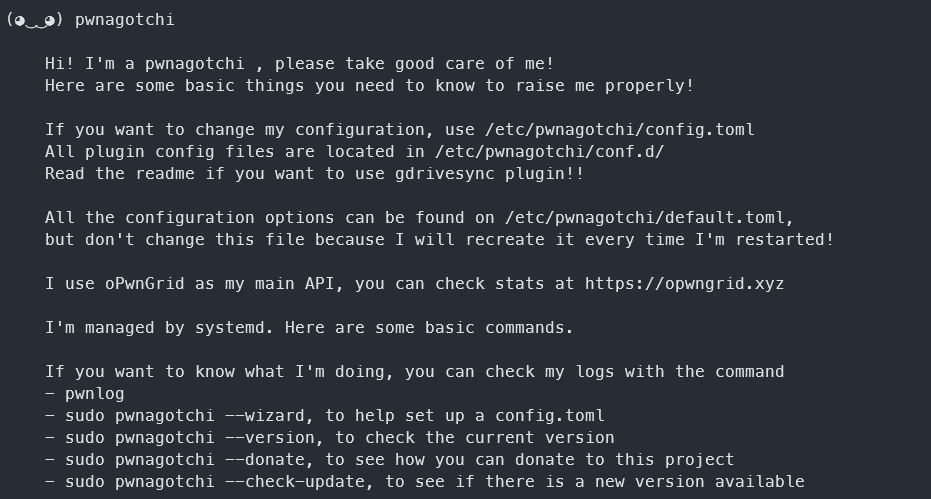 (◕‿‿◕) pwnagotchi
Hi! I'm a pwnagotchi , please take good care of me!
Here are some basic things you need to know to raise me properly!
If you want to change my configuration, use /etc/pwnagotchi/config.toml
All plugin config files are located in /etc/pwnagotchi/conf.d/
Read the readme if you want to use gdrivesync plugin!!
All the configuration options can be found on /etc/pwnagotchi/default.toml,
but don't change this file because I will recreate it every time I'm restarted!
I use oPwnGrid as my main API, you can check stats at https://opwngrid.xyz
I'm managed by systemd. Here are some basic commands.
If you want to know what I'm doing, you can check my logs with the command
- pwnlog
- sudo pwnagotchi --wizard, to help set up a config.toml
- sudo pwnagotchi --version, to check the current version
- sudo pwnagotchi --donate, to see how you can donate to this project
- sudo pwnagotchi --check-update, to see if there is a new version available